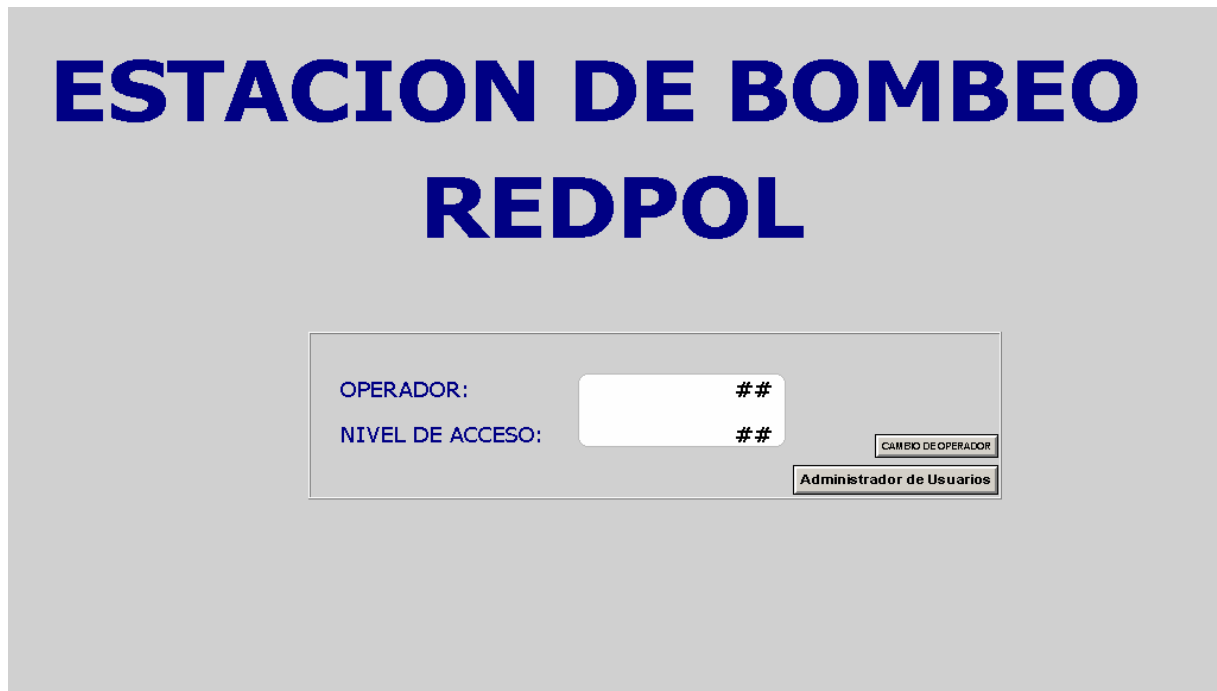 ESTACION DE BOMBEO
REDPOL
OPERADOR: ##
NIVEL DE ACCESO: ##
CAMBIO DE OPERADOR
Administrador de Usuarios